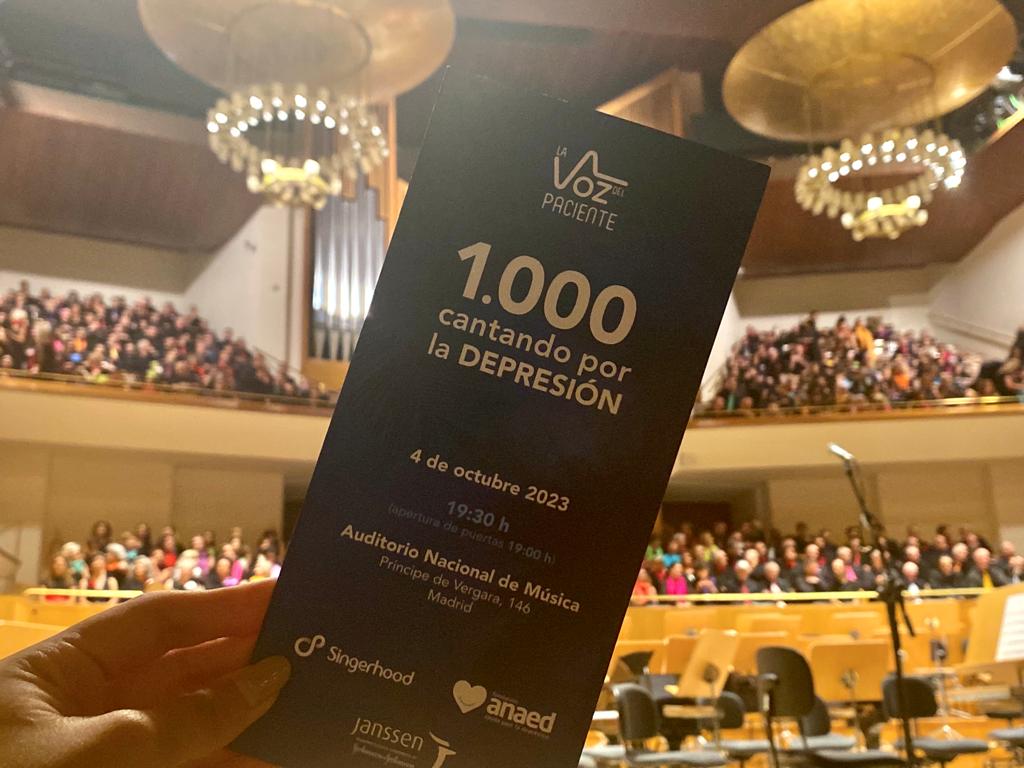 LA
VOZ DEL
PACIENTE
1.000
cantando por
la DEPRESIÓN
4 de octubre 2023
19:30 h
(apertura de puertas 19:00 h)
Auditorio Nacional de Música
Príncipe de Vergara, 146
Madrid
Singerhood
anaed
Janssen